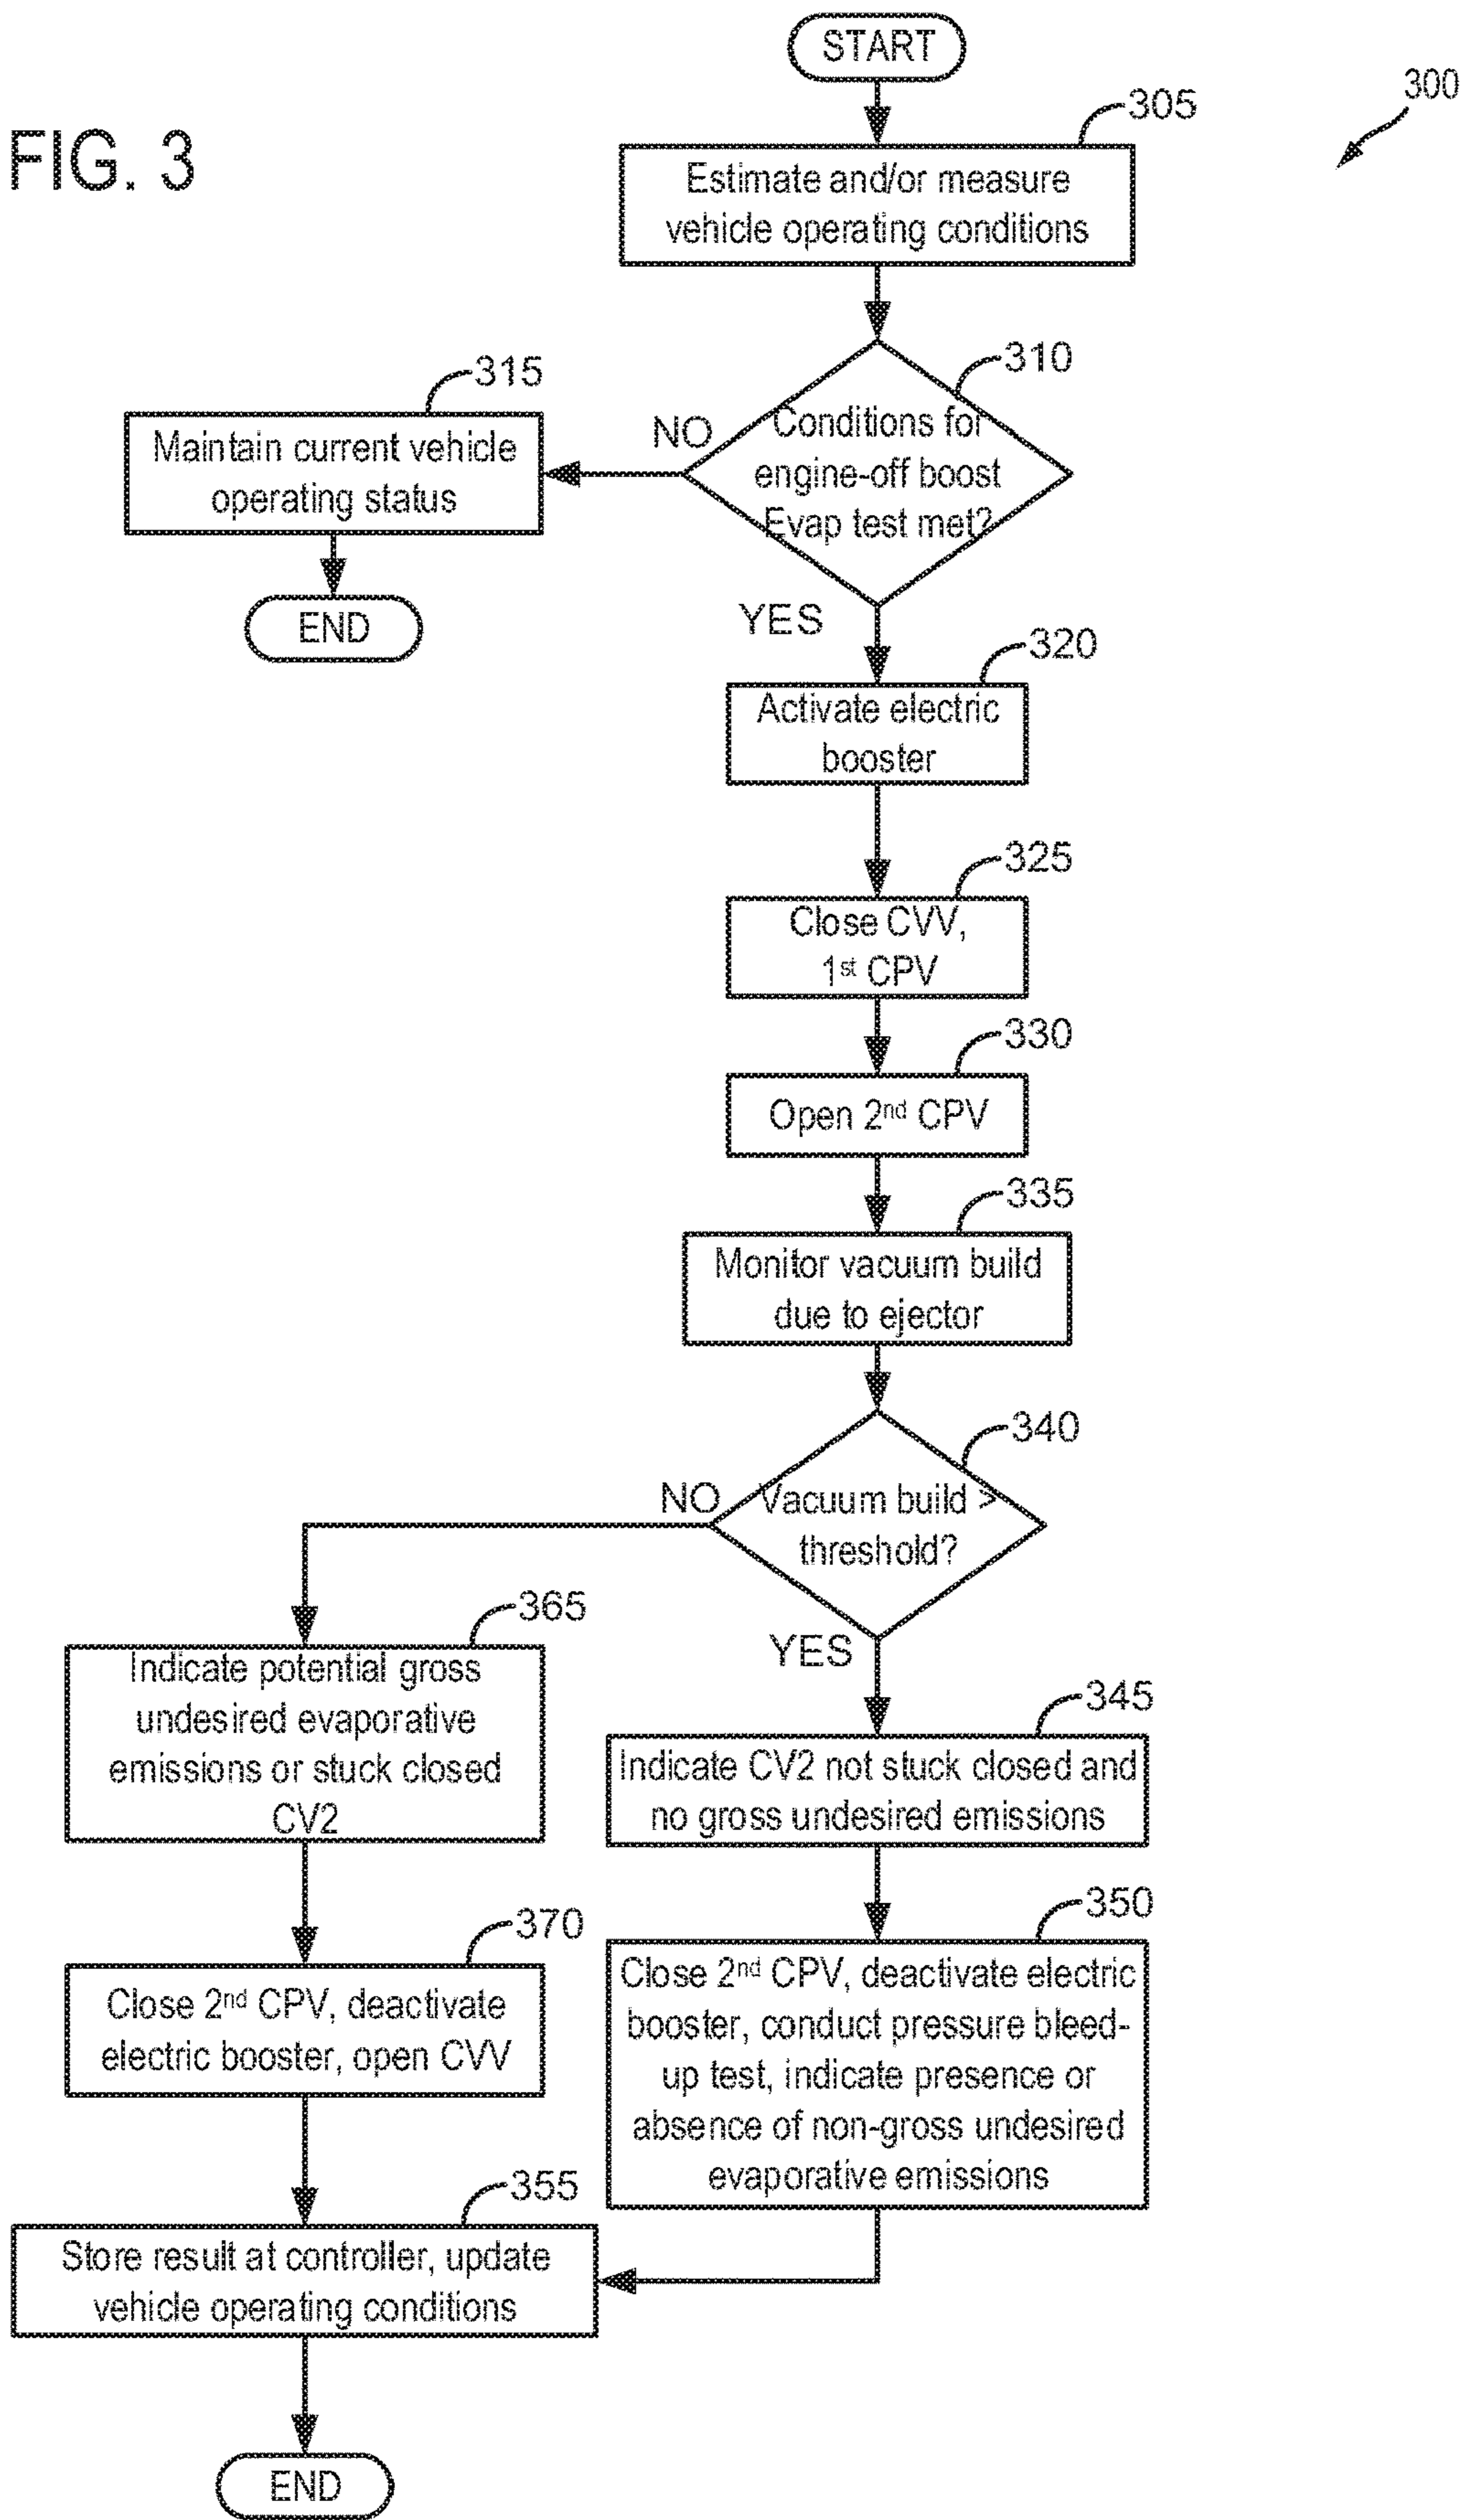 START
300
305
FIG. 3
Estimate and/or measure
vehicle operating conditions
310
315
Conditions for
engine-off boost
Evap test met?
NO
Maintain current vehicle
operating status
END
YES
320
Activate electric
booster
325
Close CVV,
1st CPV
330
Open 2nd CPV
335
Monitor vacuum build
due to ejector
340
Vacuum build >
threshold?
NO
YES
365
Indicate potential gross
undesired evaporative
emissions or stuck closed
CV2
345
Indicate CV2 not stuck closed and
no gross undesired emissions
370
Close 2nd CPV, deactivate
electric booster, open CVV
350
Close 2nd CPV, deactivate electric
booster, conduct pressure bleed-
up test, indicate presence or
absence of non-gross undesired
evaporative emissions
355
Store result at controller, update
vehicle operating conditions
END